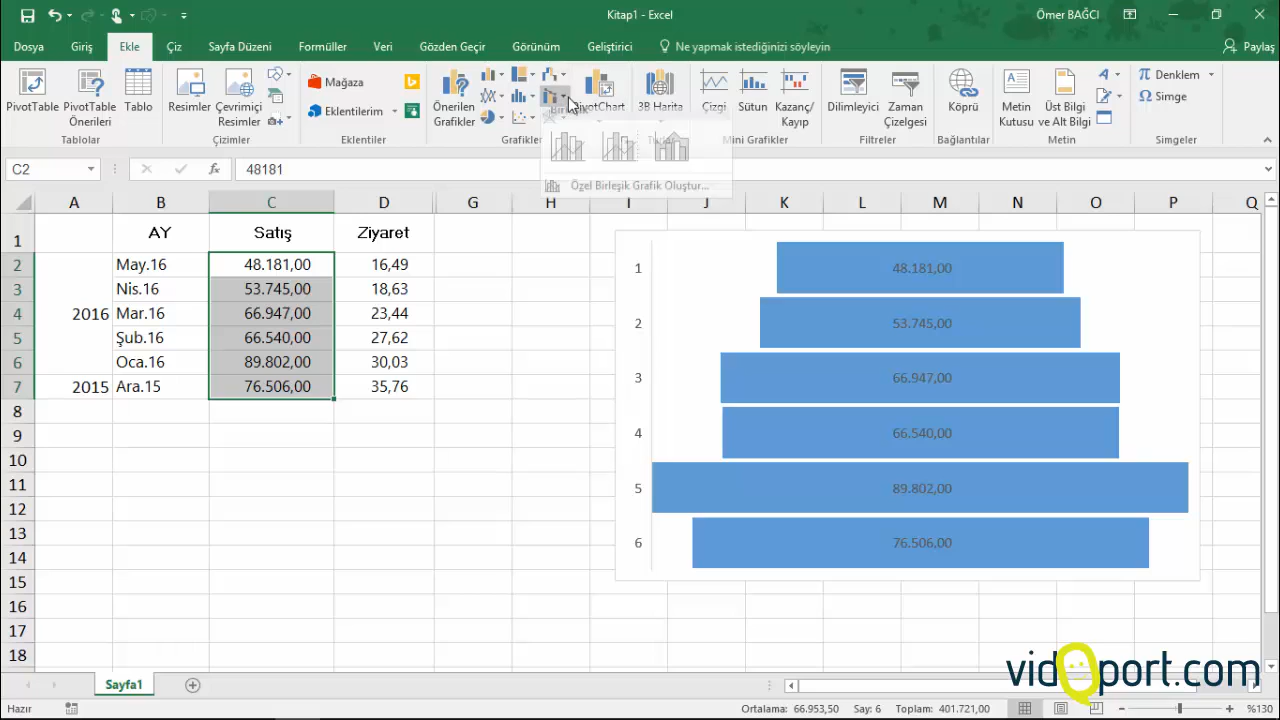 Kitap1 - Excel
Ömer BAĞCI
Dosya Giriş Ekle Çiz Sayfa Düzeni Formüller Veri Gözden Geçir Görünüm Geliştirici Ne yapmak istediğinizi söyleyin Paylaş
PivotTable
PivotTable Önerileri
Tablo
Tablolar
Resimler
Çevrimiçi Resimler
Çizimler
Mağaza
Eklentilerim
Eklentiler
Önerilen Grafikler
Grafikler
PivotChart
3B Harita
Çizgi
Sütun
Kazanç/ Kayıp
Mini Grafikler
Dilimleyici
Zaman Çizelgesi
Filtreler
Köprü
Bağlantılar
Metin Kutusu
Üst Bilgi ve Alt Bilgi
Metin
Denklem
Simge
Simgeler
Özel Birleşik Grafik Oluştur...
C2 fx 48181
A B C D G H I J K L M N O P Q
1 AY Satış Ziyaret
2 May.16 48.181,00 16,49
3 Nis.16 53.745,00 18,63
4 2016 Mar.16 66.947,00 23,44
5 Şub.16 66.540,00 27,62
6 Oca.16 89.802,00 30,03
7 2015 Ara.15 76.506,00 35,76
8
9
10
11
12
13
14
15
16
17
18
1 48.181,00
2 53.745,00
3 66.947,00
4 66.540,00
5 89.802,00
6 76.506,00
vidoport.com
Sayfa1
Hazır Ortalama: 66.953,50 Say: 6 Toplam: 401.721,00 %130